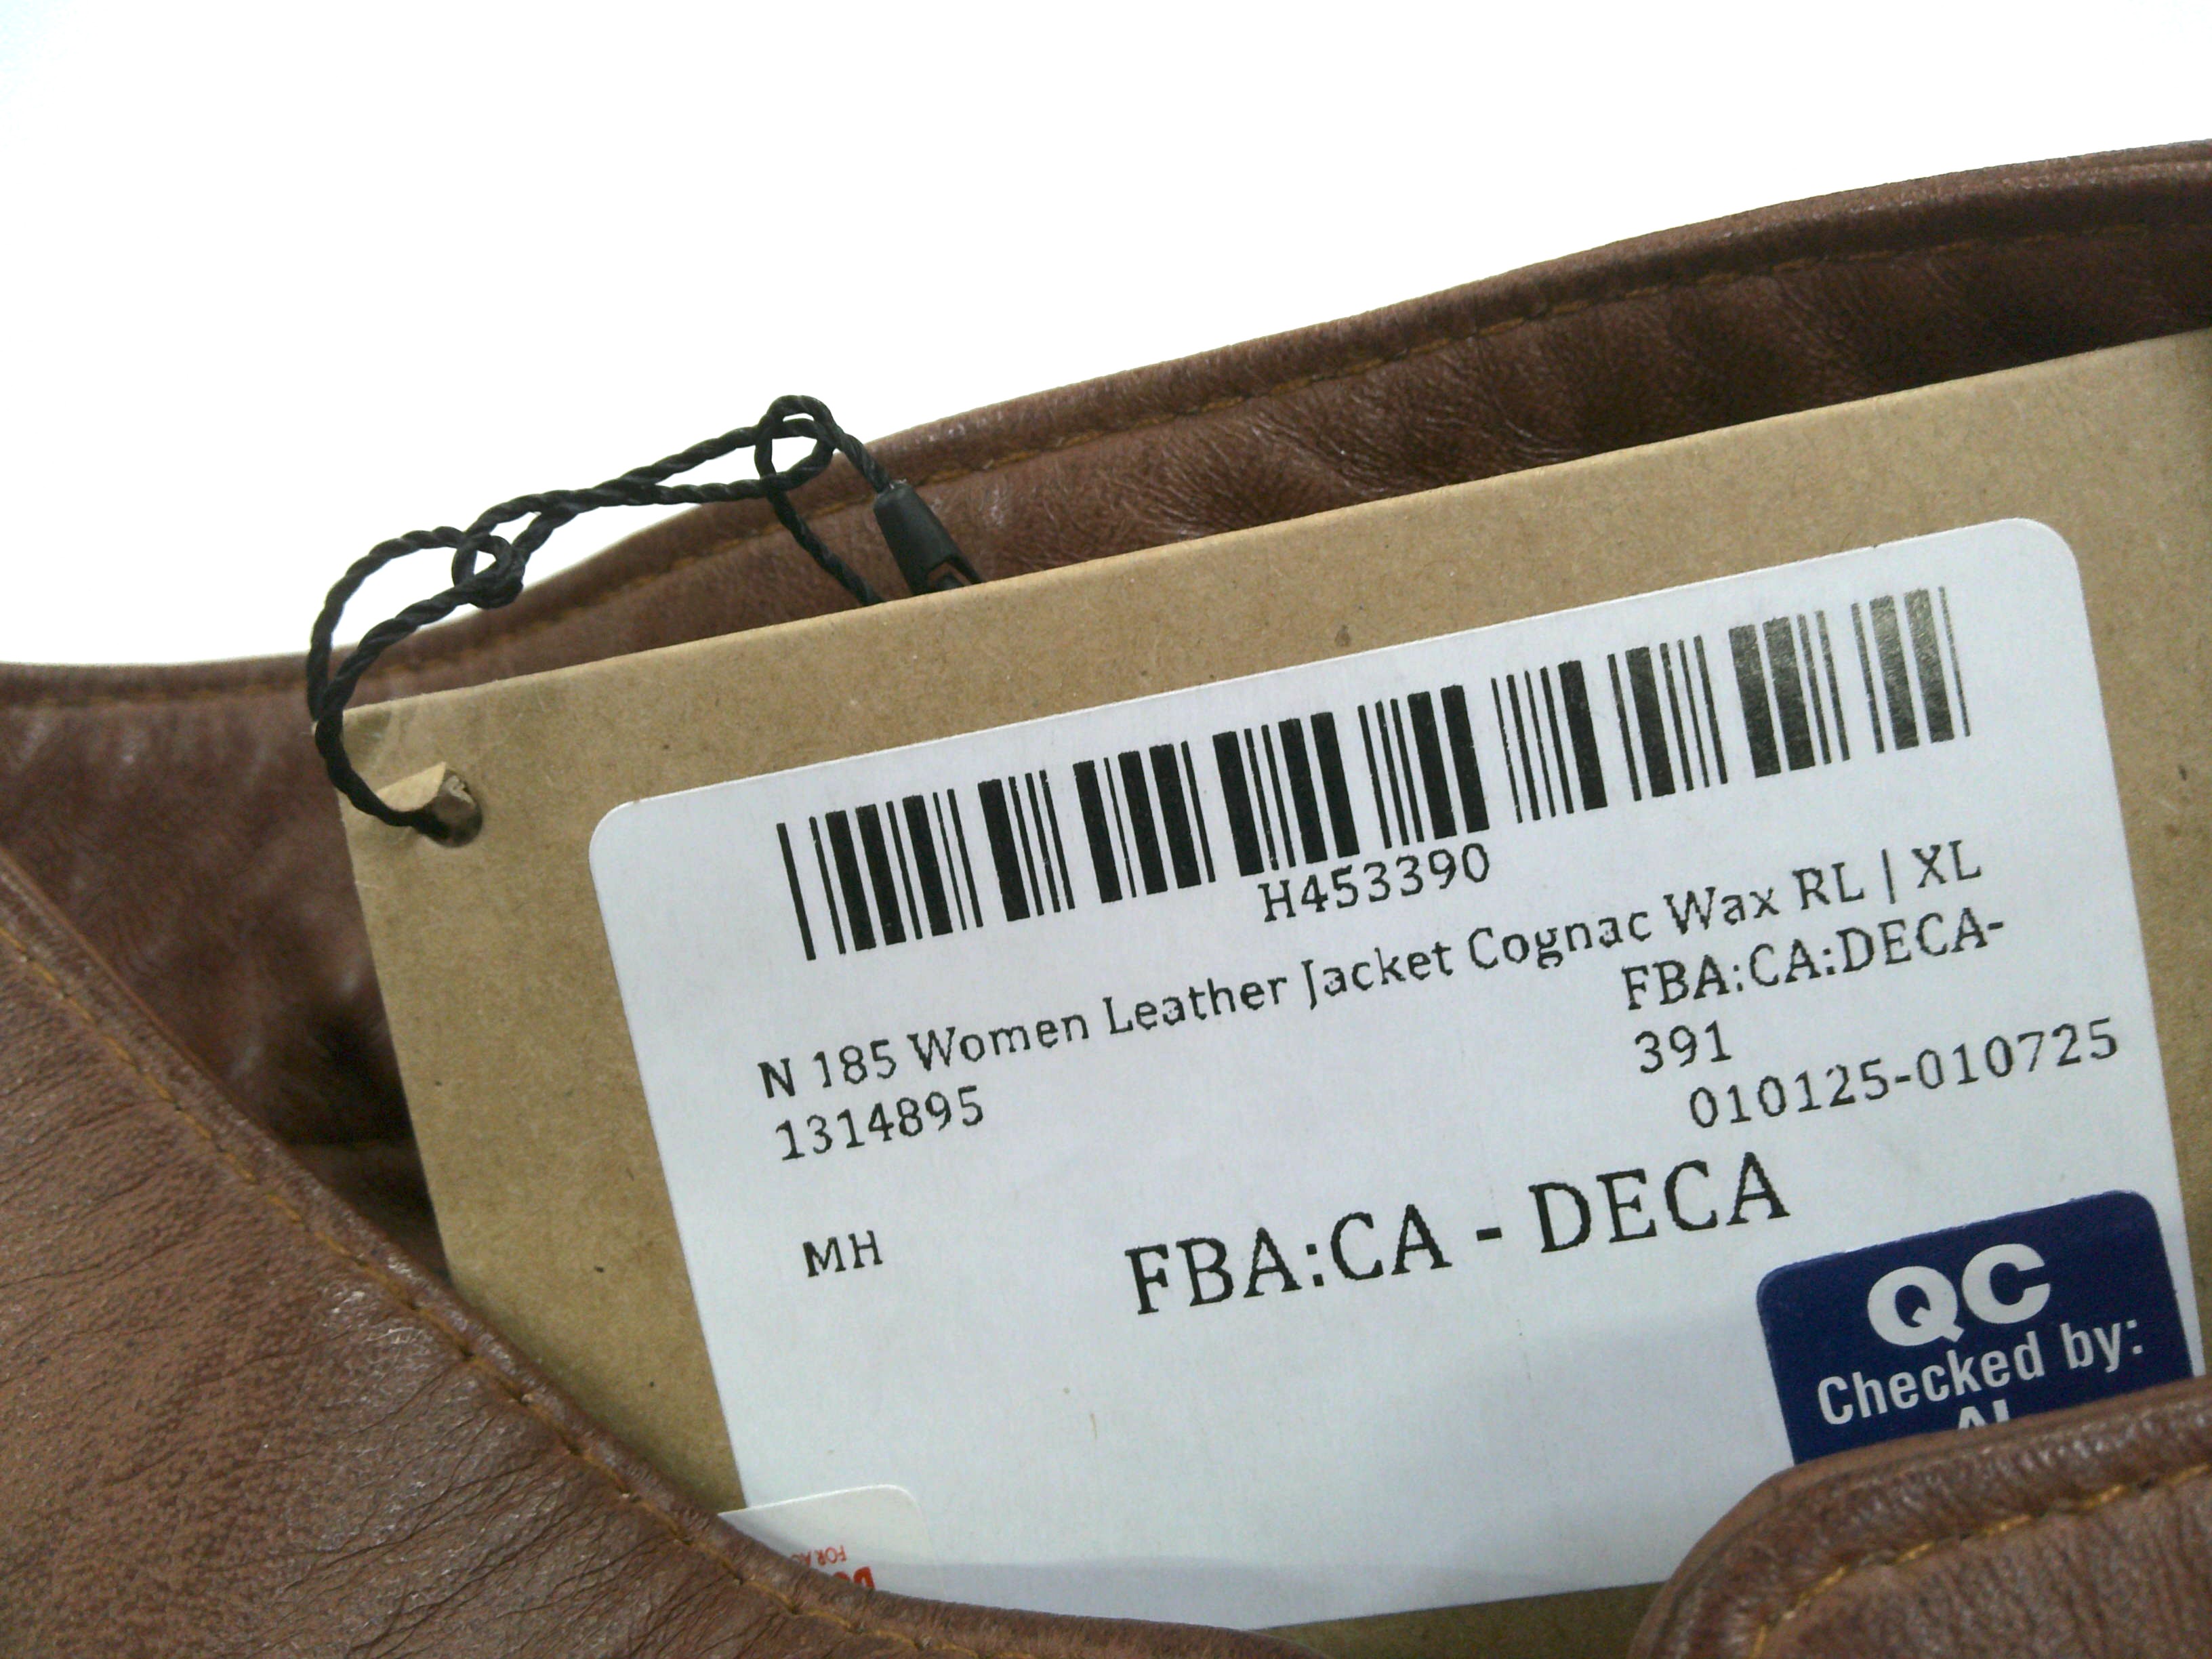 H453390
N 185 Women Leather Jacket Cognac Wax RL | XL
1314895
FBA:CA:DECA-
391
010125-010725
MH
FBA:CA - DECA
QC
Checked by:
FOR